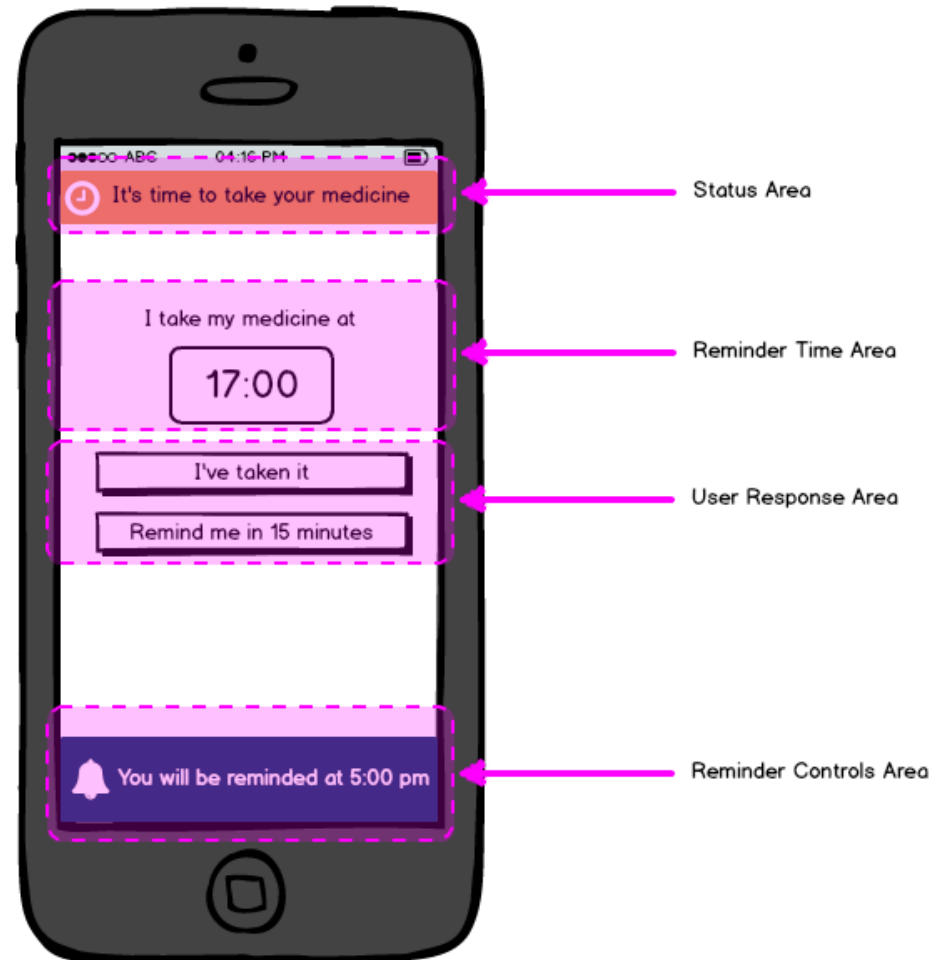 ABC 04:16 PM
It's time to take your medicine
Status Area
I take my medicine at
17:00
Reminder Time Area
I've taken it
Remind me in 15 minutes
User Response Area
You will be reminded at 5:00 pm
Reminder Controls Area